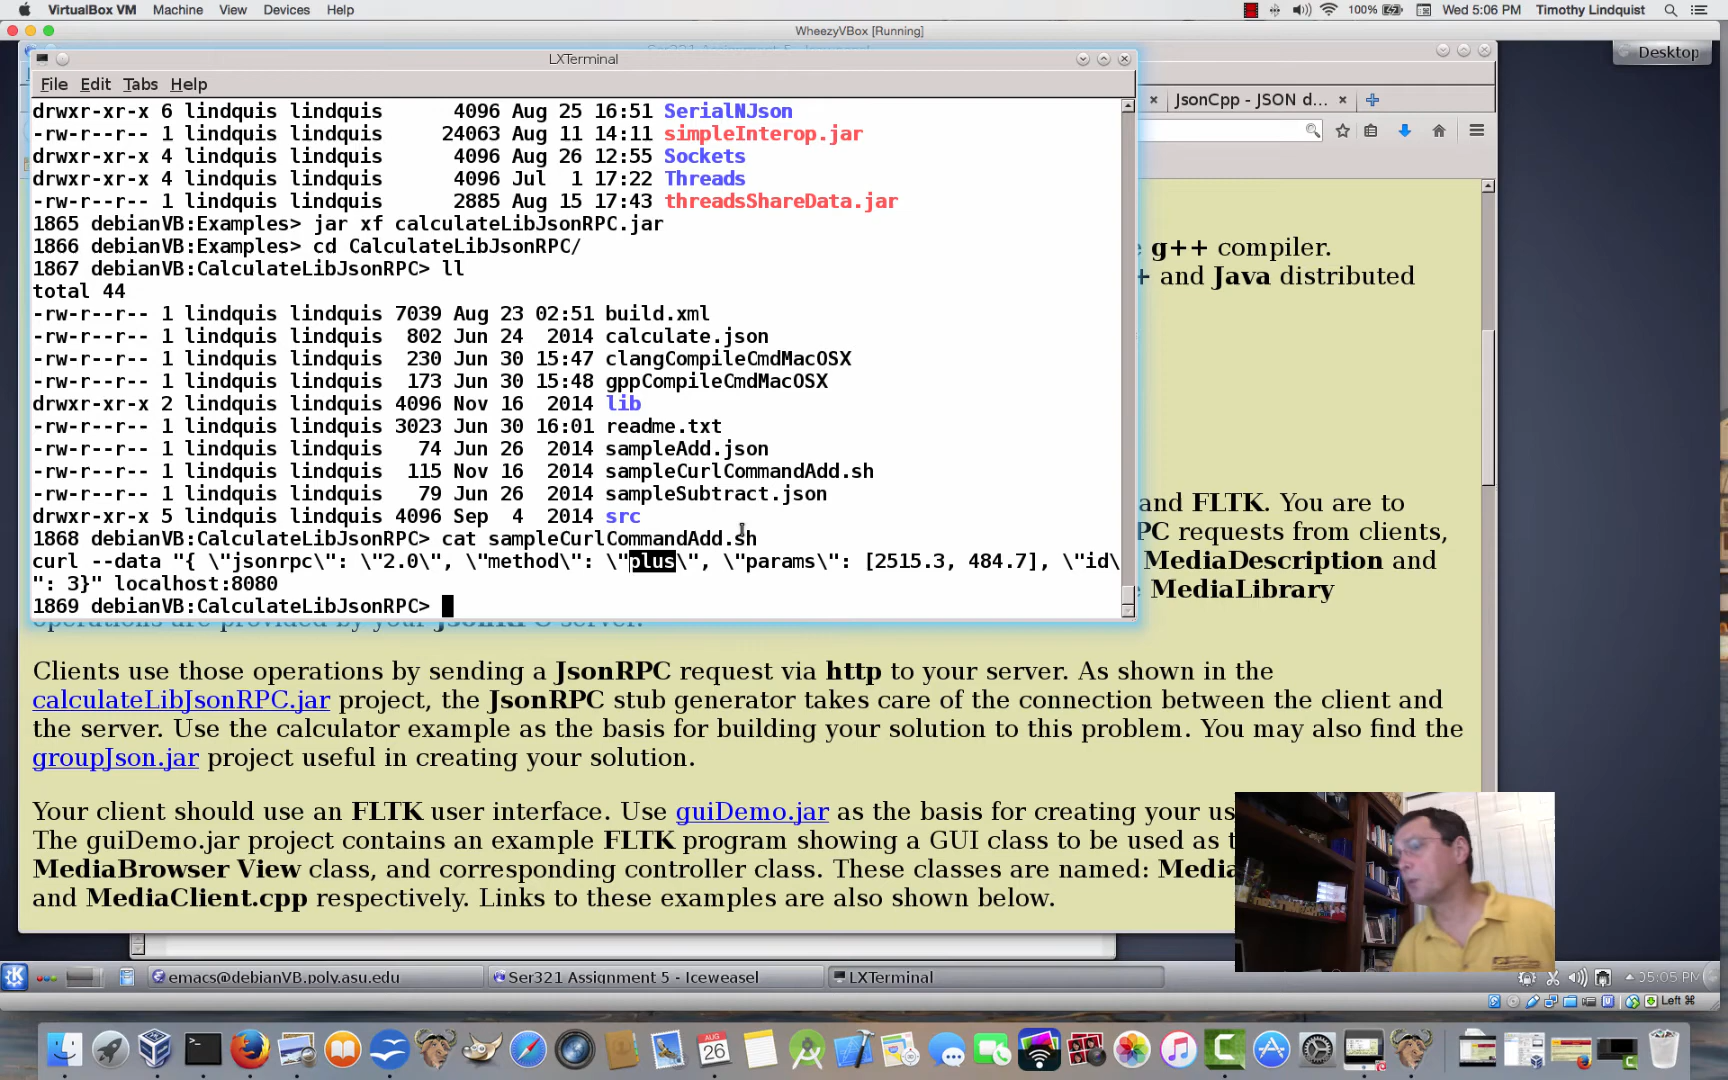 VirtualBox VM Machine View Devices Help 100% Wed 5:06 PM Timothy Lindquist
WheezyVBox [Running]
Desktop
LXTerminal
File Edit Tabs Help
JsonCpp - JSON d...
drwxr-xr-x 6 lindquis lindquis 4096 Aug 25 16:51 SerialNJson
-rw-r--r-- 1 lindquis lindquis 24063 Aug 11 14:11 simpleInterop.jar
drwxr-xr-x 4 lindquis lindquis 4096 Aug 26 12:55 Sockets
drwxr-xr-x 4 lindquis lindquis 4096 Jul 1 17:22 Threads
-rw-r--r-- 1 lindquis lindquis 2885 Aug 15 17:43 threadsShareData.jar
1865 debianVB:Examples> jar xf calculateLibJsonRPC.jar
1866 debianVB:Examples> cd CalculateLibJsonRPC/
1867 debianVB:CalculateLibJsonRPC> ll
total 44
-rw-r--r-- 1 lindquis lindquis 7039 Aug 23 02:51 build.xml
-rw-r--r-- 1 lindquis lindquis 802 Jun 24 2014 calculate.json
-rw-r--r-- 1 lindquis lindquis 230 Jun 30 15:47 clangCompileCmdMacOSX
-rw-r--r-- 1 lindquis lindquis 173 Jun 30 15:48 gppCompileCmdMacOSX
drwxr-xr-x 2 lindquis lindquis 4096 Nov 16 2014 lib
-rw-r--r-- 1 lindquis lindquis 3023 Jun 30 16:01 readme.txt
-rw-r--r-- 1 lindquis lindquis 74 Jun 26 2014 sampleAdd.json
-rw-r--r-- 1 lindquis lindquis 115 Nov 16 2014 sampleCurlCommandAdd.sh
-rw-r--r-- 1 lindquis lindquis 79 Jun 26 2014 sampleSubtract.json
drwxr-xr-x 5 lindquis lindquis 4096 Sep 4 2014 src
1868 debianVB:CalculateLibJsonRPC> cat sampleCurlCommandAdd.sh
curl --data "{ \"jsonrpc\": \"2.0\", \"method\": \"plus\", \"params\": [2515.3, 484.7], \"id\
": 3}" localhost:8080
1869 debianVB:CalculateLibJsonRPC>
g++ compiler.
and Java distributed
and FLTK. You are to
PC requests from clients,
MediaDescription and
MediaLibrary
operations are provided by your JsonRPC server.
Clients use those operations by sending a JsonRPC request via http to your server. As shown in the
calculateLibJsonRPC.jar project, the JsonRPC stub generator takes care of the connection between the client and
the server. Use the calculator example as the basis for building your solution to this problem. You may also find the
groupJson.jar project useful in creating your solution.
Your client should use an FLTK user interface. Use guiDemo.jar as the basis for creating your us
The guiDemo.jar project contains an example FLTK program showing a GUI class to be used as t
MediaBrowser View class, and corresponding controller class. These classes are named: Media
and MediaClient.cpp respectively. Links to these examples are also shown below.
emacs@debianVB.poly.asu.edu Ser321 Assignment 5 - Iceweasel LXTerminal 05:05 PM
Left ⌘
AUG
26